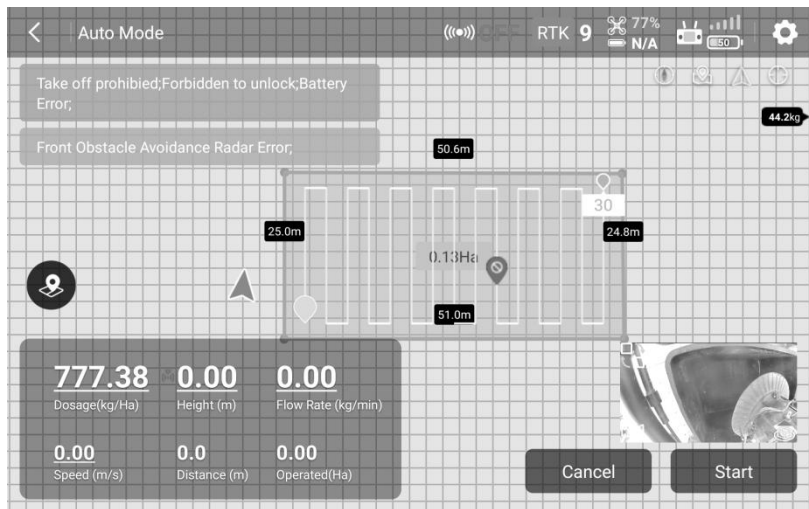 Auto Mode
OFF
RTK 9
77%
N/A
50
Take off prohibied;Forbidden to unlock;Battery
Error;
44.2kg
Front Obstacle Avoidance Radar Error;
50.6m
30
25.0m
24.8m
0.13Ha
51.0m
777.38
0.00
0.00
Dosage(kg/Ha)
Height (m)
Flow Rate (kg/min)
0.00
0.0
0.00
Speed (m/s)
Distance (m)
Operated(Ha)
Cancel
Start